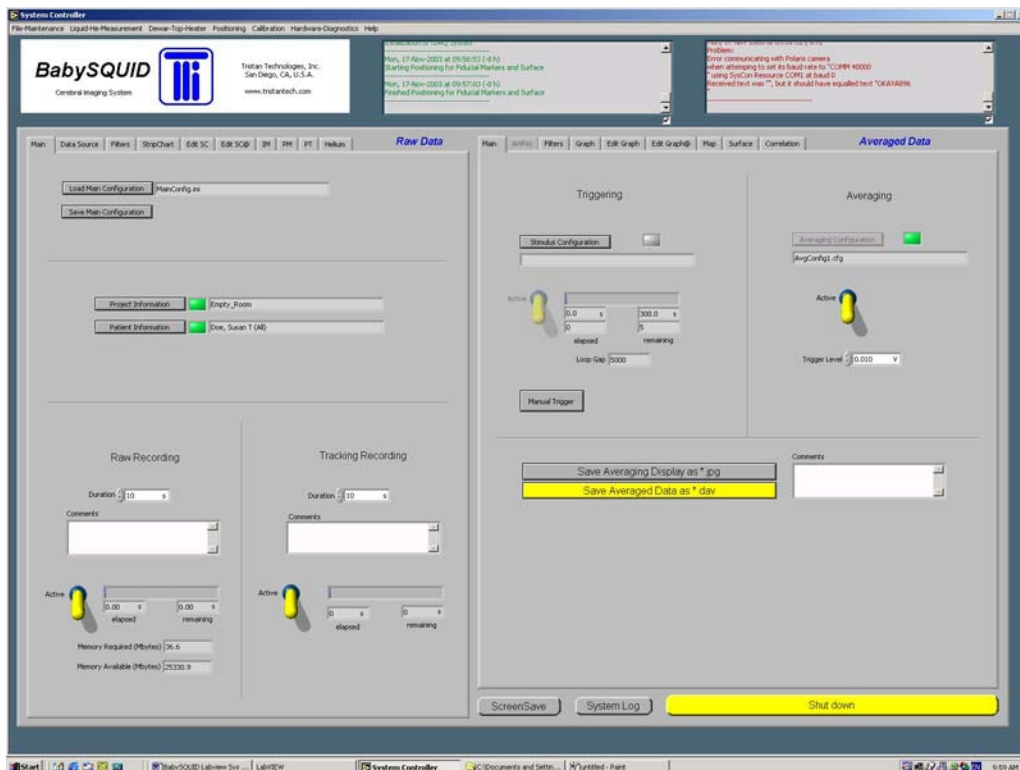 System Controller
File-Maintenance Liquid-He-Measurement Dewar-Top-Heater Positioning Calibration Hardware-Diagnostics Help
BabySQUID
Cerebral Imaging System
Tristan Technologies, Inc.
San Diego, CA, U.S.A.
www.tristantech.com
Mon, 17-Nov-2003 at 09:56:53 (-8 h)
Starting Positioning for Fiducial Markers and Surface
Mon, 17-Nov-2003 at 09:57:03 (-8 h)
Finished Positioning for Fiducial Markers and Surface
Problem:
Error communicating with Polaris camera
when attempting to set its baud rate to "COMM 40000
" using SysCon Resource COM1 at baud 0
Received text was "", but it should have equalled text "OKAYA896
"
Main Data Source Filters StripChart Edit SC Edit SC@ IM PM PT Helium Raw Data
Load Main Configuration MainConfig.ini
Save Main Configuration
Project Information Empty_Room
Patient Information Doe, Susan T (All)
Raw Recording
Duration 10 s
Comments
Active
0.00 s 0.00 s
elapsed remaining
Memory Required (Mbytes) 36.6
Memory Available (Mbytes) 25330.9
Tracking Recording
Duration 10 s
Comments
Active
0 s 0 s
elapsed remaining
Main Filters Graph Edit Graph Edit Graph@ Map Surface Correlation Averaged Data
Triggering
Stimulus Configuration
Active
0.0 s 300.0 s
0 5
elapsed remaining
Loop Gap 5000
Manual Trigger
Averaging
Averaging Configuration
AvgConfig1.cfg
Active
Trigger Level 0.010 V
Save Averaging Display as *.jpg
Save Averaged Data as *.dav
Comments
ScreenSave System Log Shut down
Start BabySQUID Labview Sys ... LabVIEW System Controller C:\Documents and Settin... untitled - Paint 9:59 AM